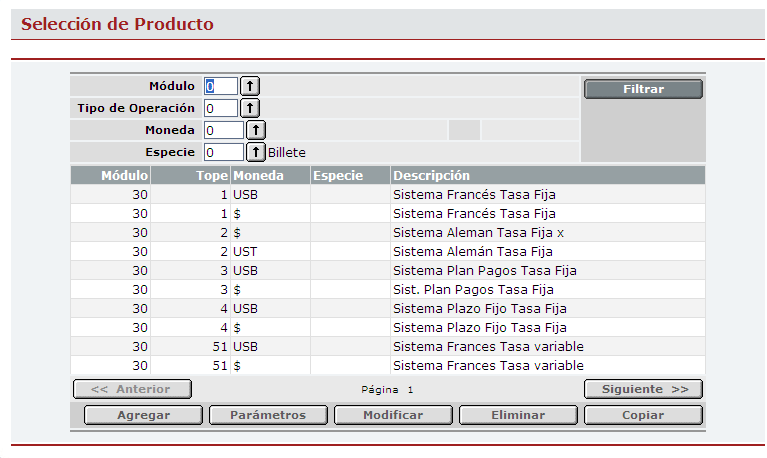 Selección de Producto
Módulo 0 ↑ Filtrar
Tipo de Operación 0 ↑
Moneda 0 ↑
Especie 0 ↑ Billete
Módulo Tope Moneda Especie Descripción
30 1 USB Sistema Francés Tasa Fija
30 1 $ Sistema Francés Tasa Fija
30 2 $ Sistema Aleman Tasa Fija x
30 2 UST Sistema Alemán Tasa Fija
30 3 USB Sistema Plan Pagos Tasa Fija
30 3 $ Sist. Plan Pagos Tasa Fija
30 4 USB Sistema Plazo Fijo Tasa Fija
30 4 $ Sistema Plazo Fijo Tasa Fija
30 51 USB Sistema Frances Tasa variable
30 51 $ Sistema Frances Tasa variable
<< Anterior Página 1 Siguiente >>
Agregar Parámetros Modificar Eliminar Copiar